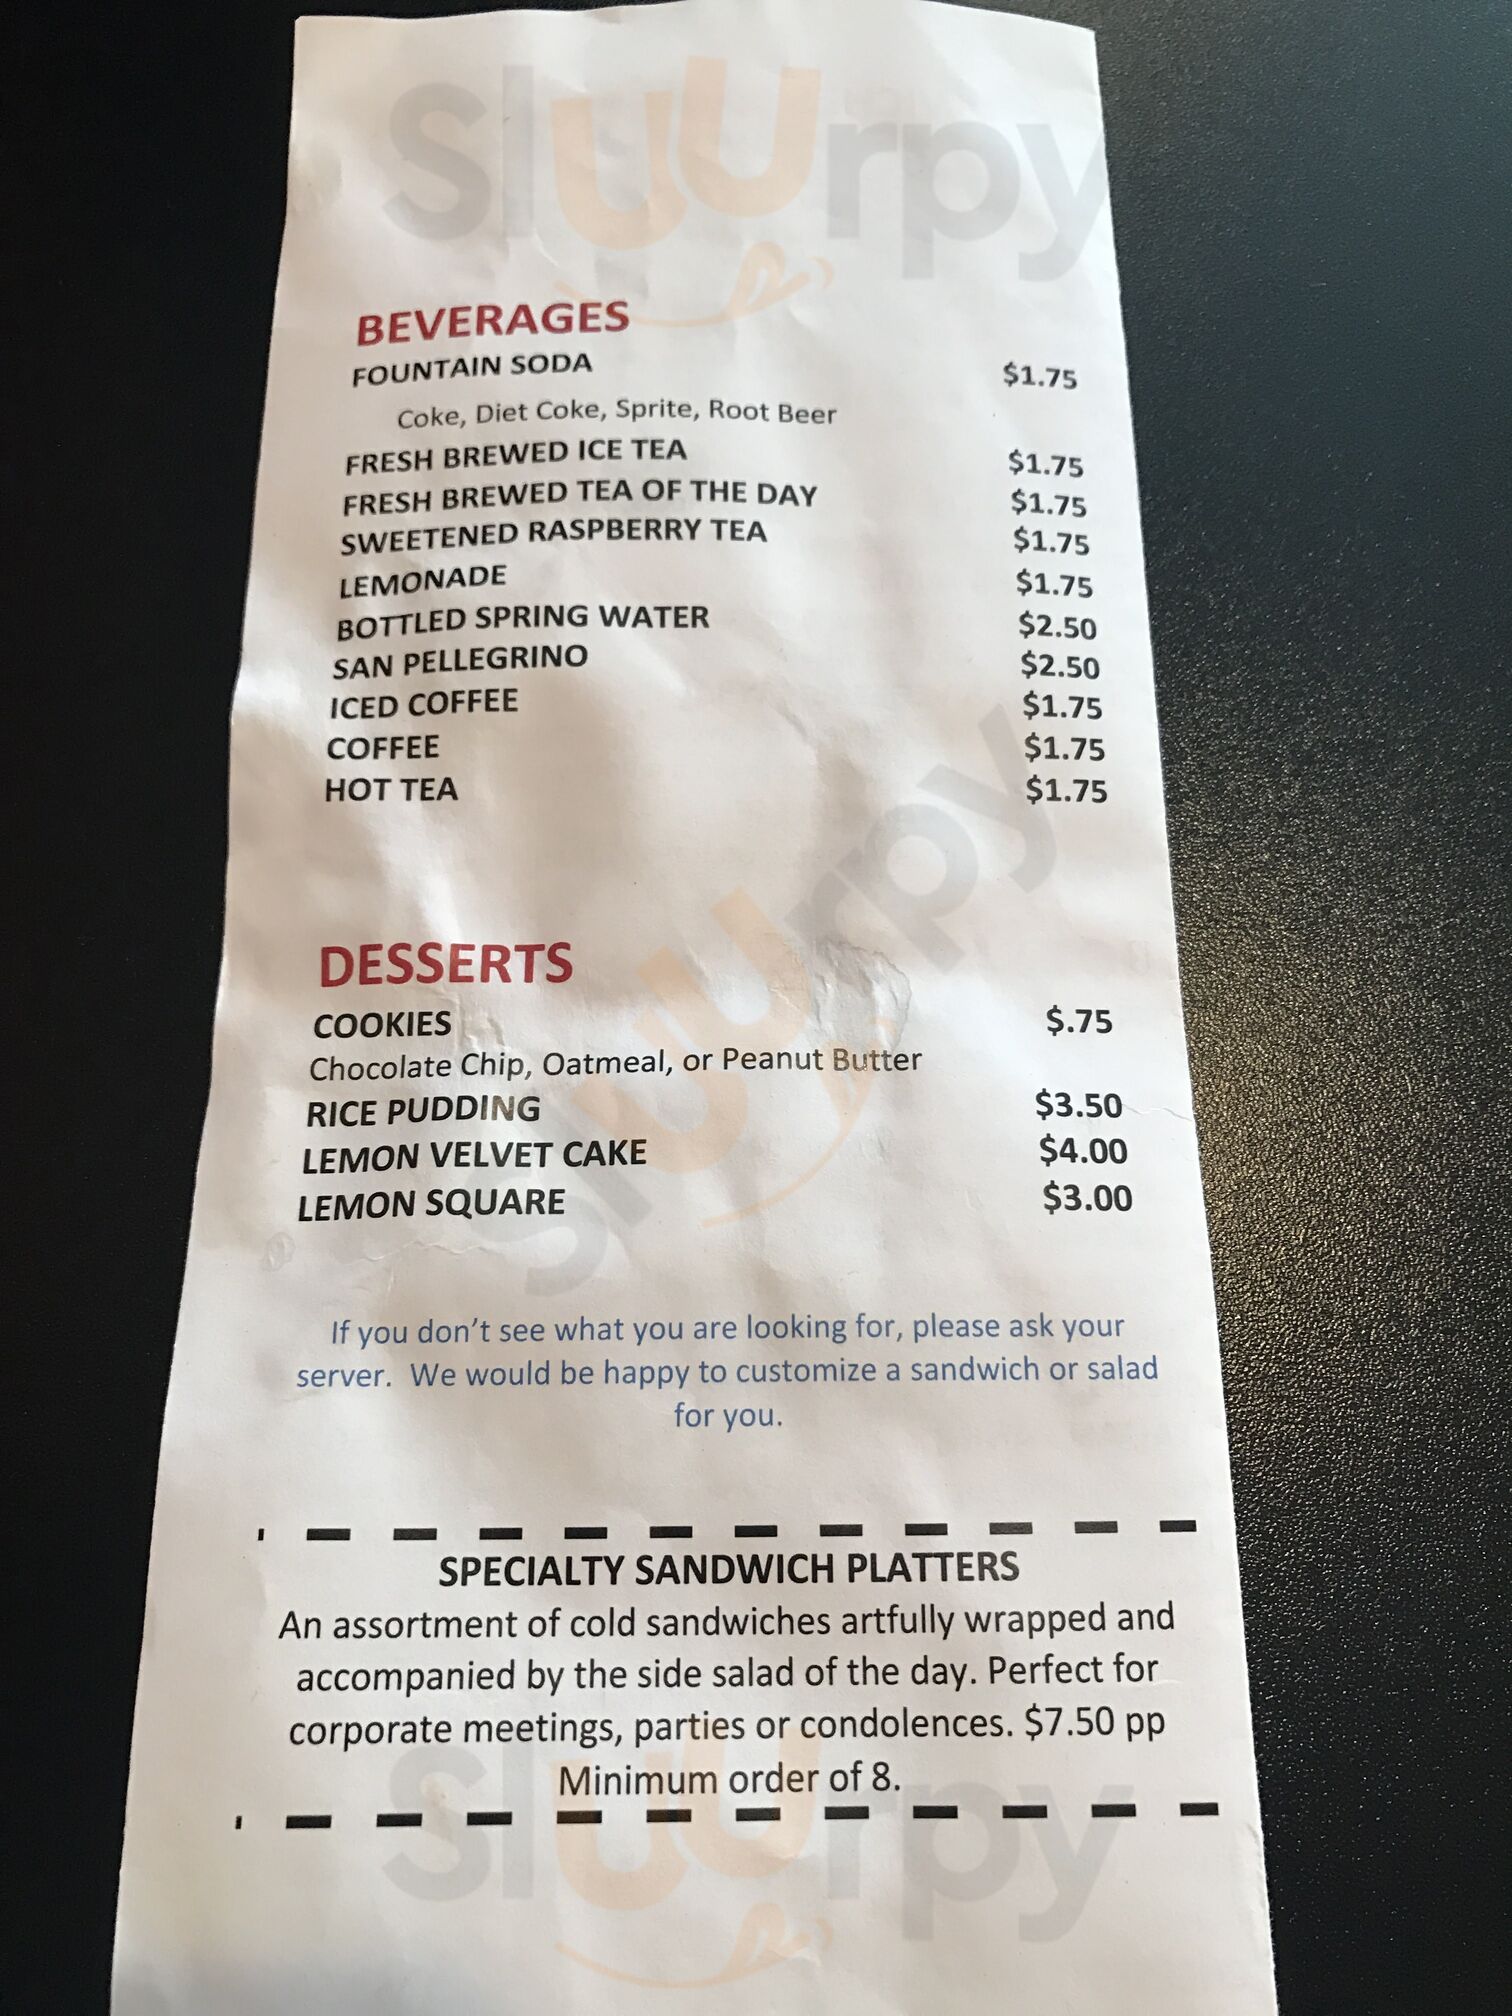 Sluurpy
BEVERAGES
FOUNTAIN SODA $1.75
Coke, Diet Coke, Sprite, Root Beer
FRESH BREWED ICE TEA $1.75
FRESH BREWED TEA OF THE DAY $1.75
SWEETENED RASPBERRY TEA $1.75
LEMONADE $1.75
BOTTLED SPRING WATER $2.50
SAN PELLEGRINO $2.50
ICED COFFEE $1.75
COFFEE $1.75
HOT TEA $1.75
Sluurpy
DESSERTS
COOKIES $.75
Chocolate Chip, Oatmeal, or Peanut Butter
RICE PUDDING $3.50
LEMON VELVET CAKE $4.00
LEMON SQUARE $3.00
If you don't see what you are looking for, please ask your
server. We would be happy to customize a sandwich or salad
for you.
SPECIALTY SANDWICH PLATTERS
An assortment of cold sandwiches artfully wrapped and
accompanied by the side salad of the day. Perfect for
corporate meetings, parties or condolences. $7.50 pp
Minimum order of 8.
Sluurpy